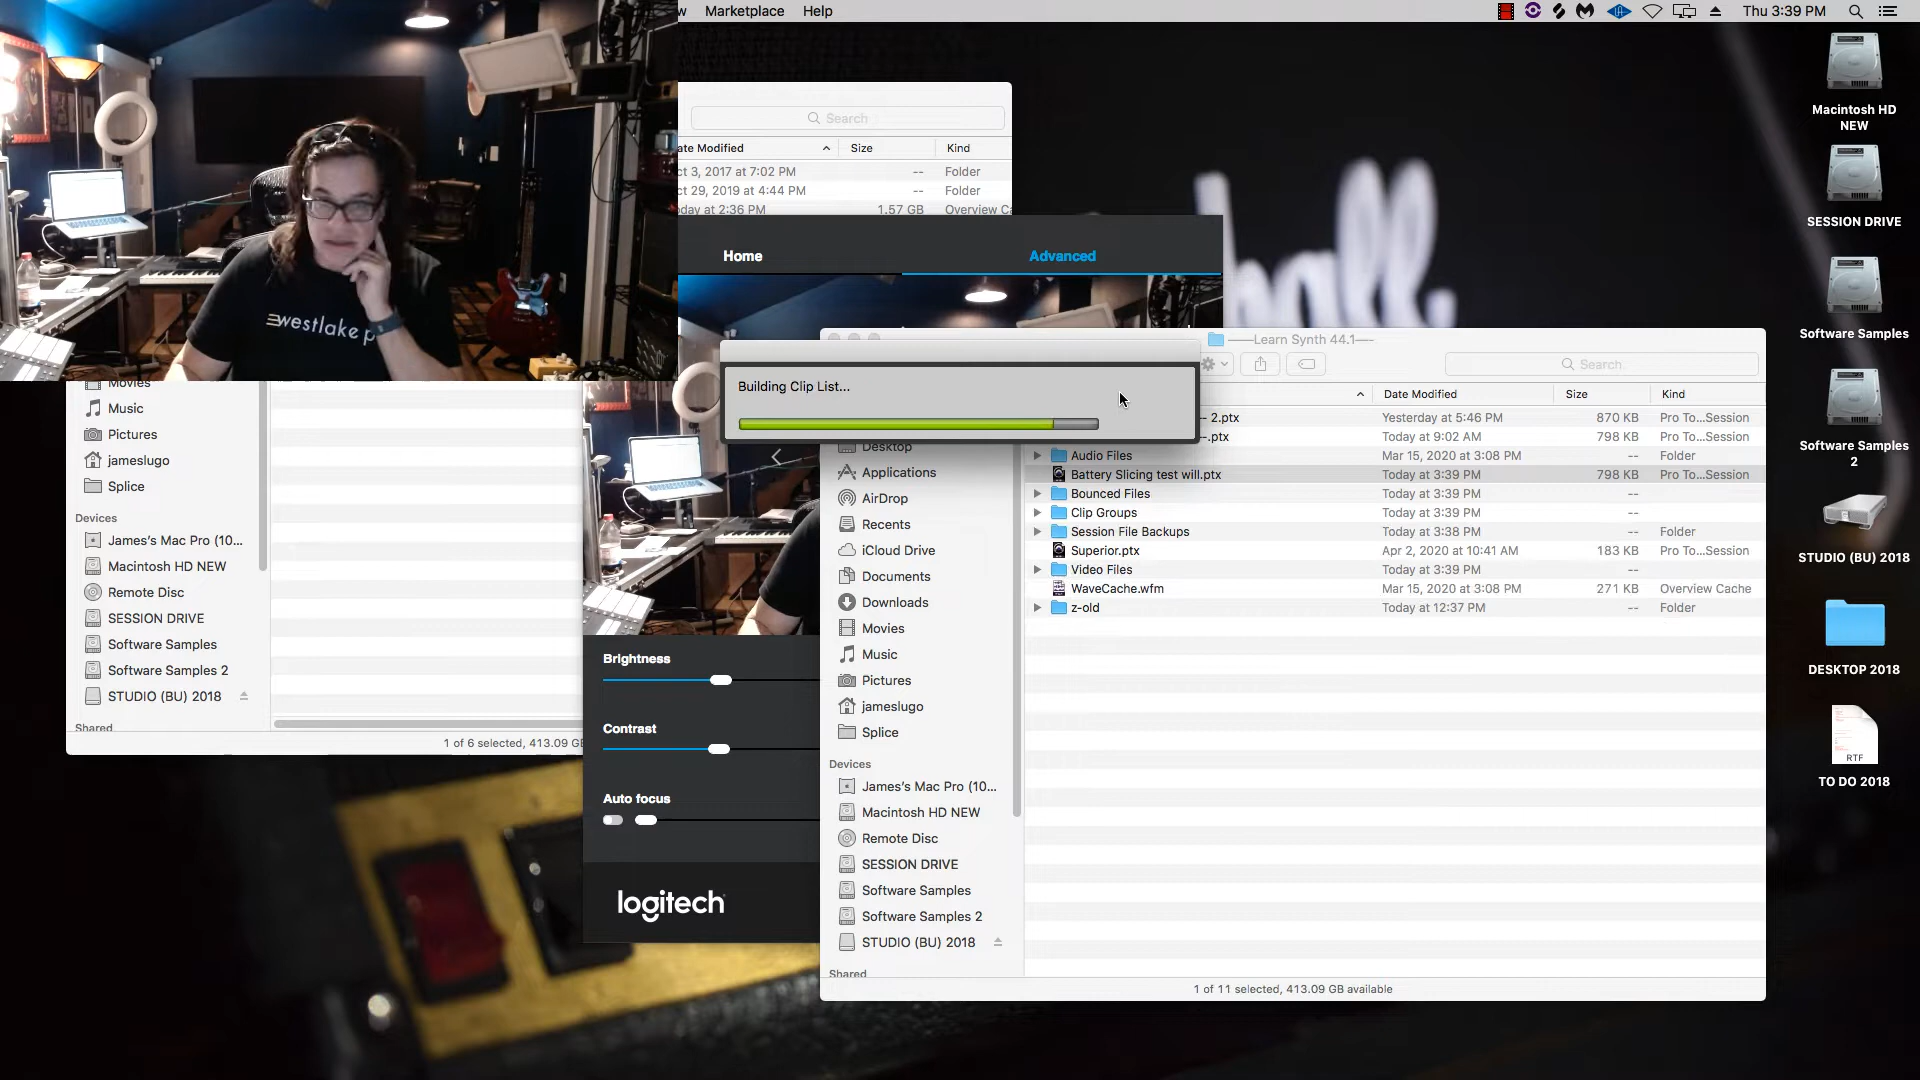 w Marketplace Help
Thu 3:39 PM
Search
ate Modified Size Kind
ct 3, 2017 at 7:02 PM -- Folder
ct 29, 2019 at 4:44 PM -- Folder
oday at 2:36 PM 1.57 GB Overview Ca
Home Advanced
westlake p
Movies
Music
Pictures
jameslugo
Splice
Devices
James's Mac Pro (10...
Macintosh HD NEW
Remote Disc
SESSION DRIVE
Software Samples
Software Samples 2
STUDIO (BU) 2018
Shared
1 of 6 selected, 413.09 GB
Brightness
Contrast
Auto focus
logitech
Building Clip List...
——Learn Synth 44.1—-
Search
Date Modified Size Kind
- 2.ptx Yesterday at 5:46 PM 870 KB Pro To...Session
-.ptx Today at 9:02 AM 798 KB Pro To...Session
Audio Files Mar 15, 2020 at 3:08 PM -- Folder
Battery Slicing test will.ptx Today at 3:39 PM 798 KB Pro To...Session
Bounced Files Today at 3:39 PM --
Clip Groups Today at 3:39 PM --
Session File Backups Today at 3:38 PM -- Folder
Superior.ptx Apr 2, 2020 at 10:41 AM 183 KB Pro To...Session
Video Files Today at 3:39 PM --
WaveCache.wfm Mar 15, 2020 at 3:08 PM 271 KB Overview Cache
z-old Today at 12:37 PM -- Folder
Desktop
Applications
AirDrop
Recents
iCloud Drive
Documents
Downloads
Movies
Music
Pictures
jameslugo
Splice
Devices
James's Mac Pro (10...
Macintosh HD NEW
Remote Disc
SESSION DRIVE
Software Samples
Software Samples 2
STUDIO (BU) 2018
Shared
1 of 11 selected, 413.09 GB available
Macintosh HD
NEW
SESSION DRIVE
Software Samples
Software Samples
2
STUDIO (BU) 2018
DESKTOP 2018
RTF
TO DO 2018